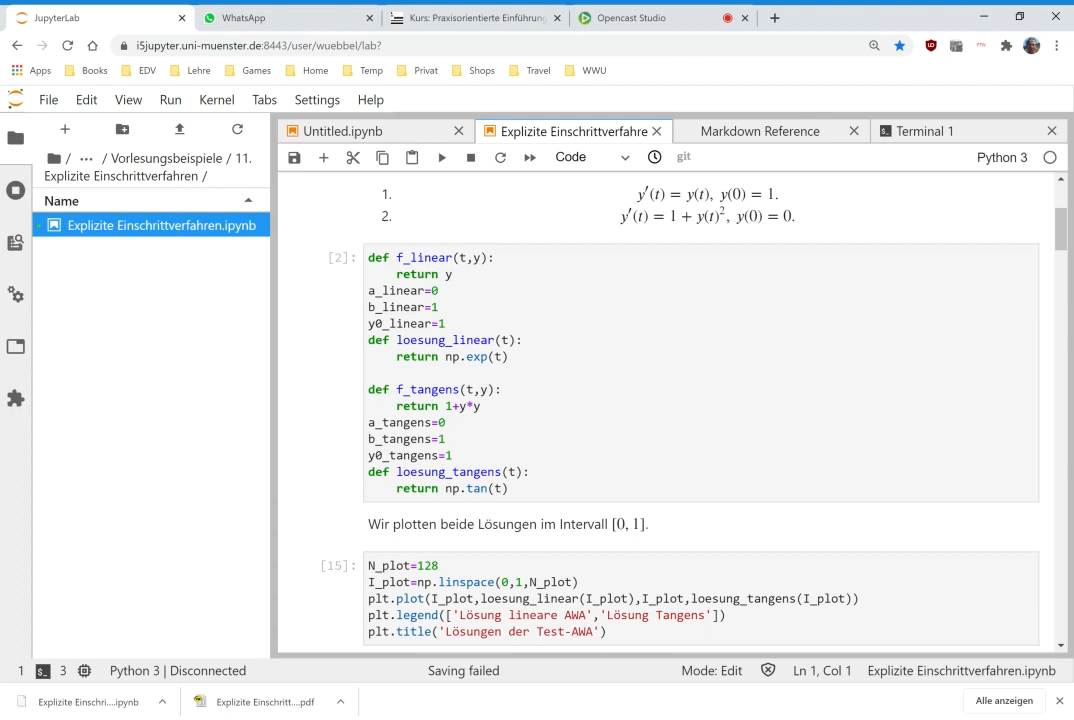 JupyterLab
WhatsApp
Kurs: Praxisorientierte Einführung
Opencast Studio
i5jupyter.uni-muenster.de:8443/user/wuebbel/lab?
Apps Books EDV Lehre Games Home Temp Privat Shops Travel WWU
File Edit View Run Kernel Tabs Settings Help
/ ··· / Vorlesungsbeispiele / 11.
Explizite Einschrittverfahren /
Name
Explizite Einschrittverfahren.ipynb
Untitled.ipynb
Explizite Einschrittverfahre
Markdown Reference
Terminal 1
Code
git
Python 3
1. y′(t) = y(t), y(0) = 1.
2. y′(t) = 1 + y(t)², y(0) = 0.
[2]: def f_linear(t,y):
    return y
a_linear=0
b_linear=1
y0_linear=1
def loesung_linear(t):
    return np.exp(t)
def f_tangens(t,y):
    return 1+y*y
a_tangens=0
b_tangens=1
y0_tangens=1
def loesung_tangens(t):
    return np.tan(t)
Wir plotten beide Lösungen im Intervall [0, 1].
[15]: N_plot=128
I_plot=np.linspace(0,1,N_plot)
plt.plot(I_plot,loesung_linear(I_plot),I_plot,loesung_tangens(I_plot))
plt.legend(['Lösung lineare AWA','Lösung Tangens'])
plt.title('Lösungen der Test-AWA')
1 $_ 3 Python 3 | Disconnected
Saving failed
Mode: Edit
Ln 1, Col 1
Explizite Einschrittverfahren.ipynb
Explizite Einschri....ipynb
Explizite Einschritt....pdf
Alle anzeigen